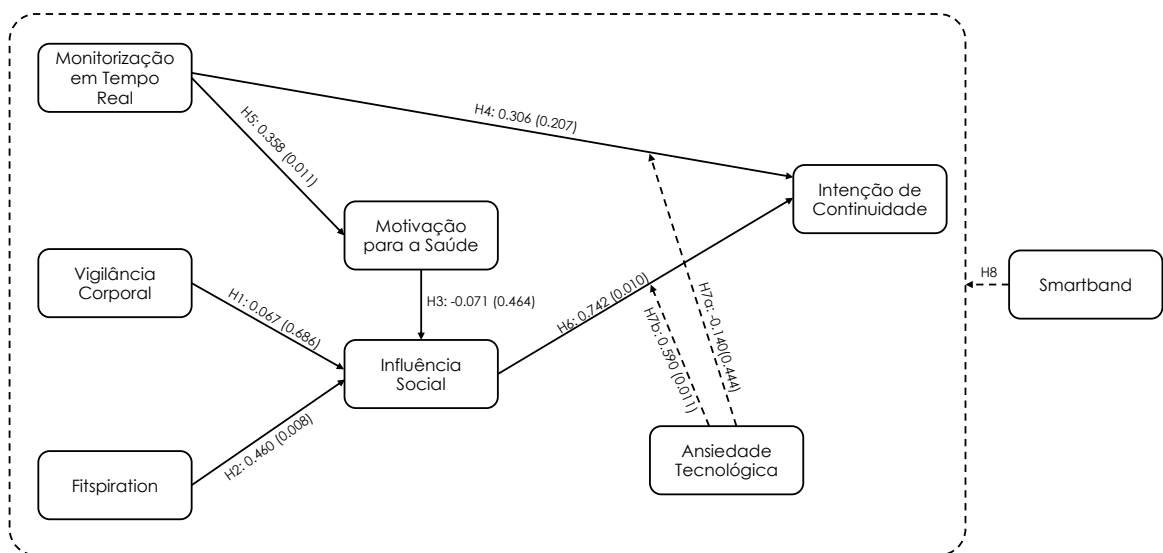 Monitorização
em Tempo
Real
H4: 0.306 (0.207)
H5: 0.358 (0.011)
Intenção de
Continuidade
Motivação
para a Saúde
Vigilância
Corporal
H8
Smartband
H1: 0.067 (0.686)
H3: -0.071 (0.464)
H6: 0.742 (0.010)
H7a: -0.140(0.444)
H7b: 0.590 (0.011)
Influência
Social
H2: 0.460 (0.008)
Ansiedade
Tecnológica
Fitspiration